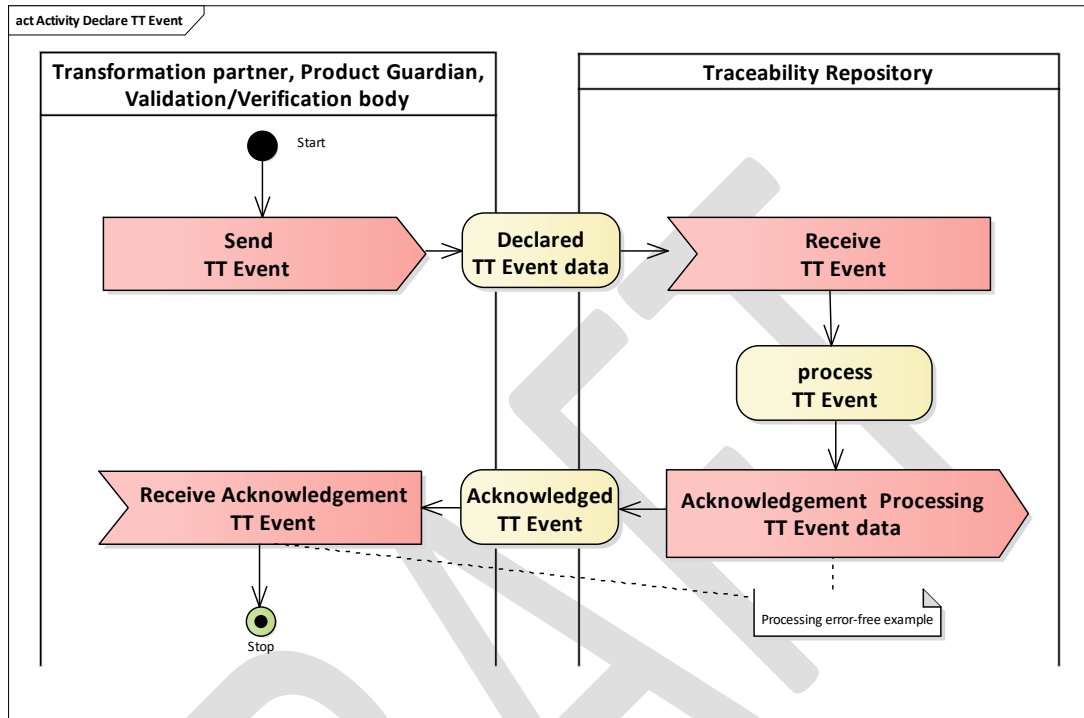 act Activity Declare TT Event
Transformation partner, Product Guardian,
Validation/Verification body
Traceability Repository
Start
Send
TT Event
Declared
TT Event data
Receive
TT Event
process
TT Event
Receive Acknowledgement
TT Event
Acknowledged
TT Event
Acknowledgement Processing
TT Event data
Processing error-free example
Stop
DRAFT